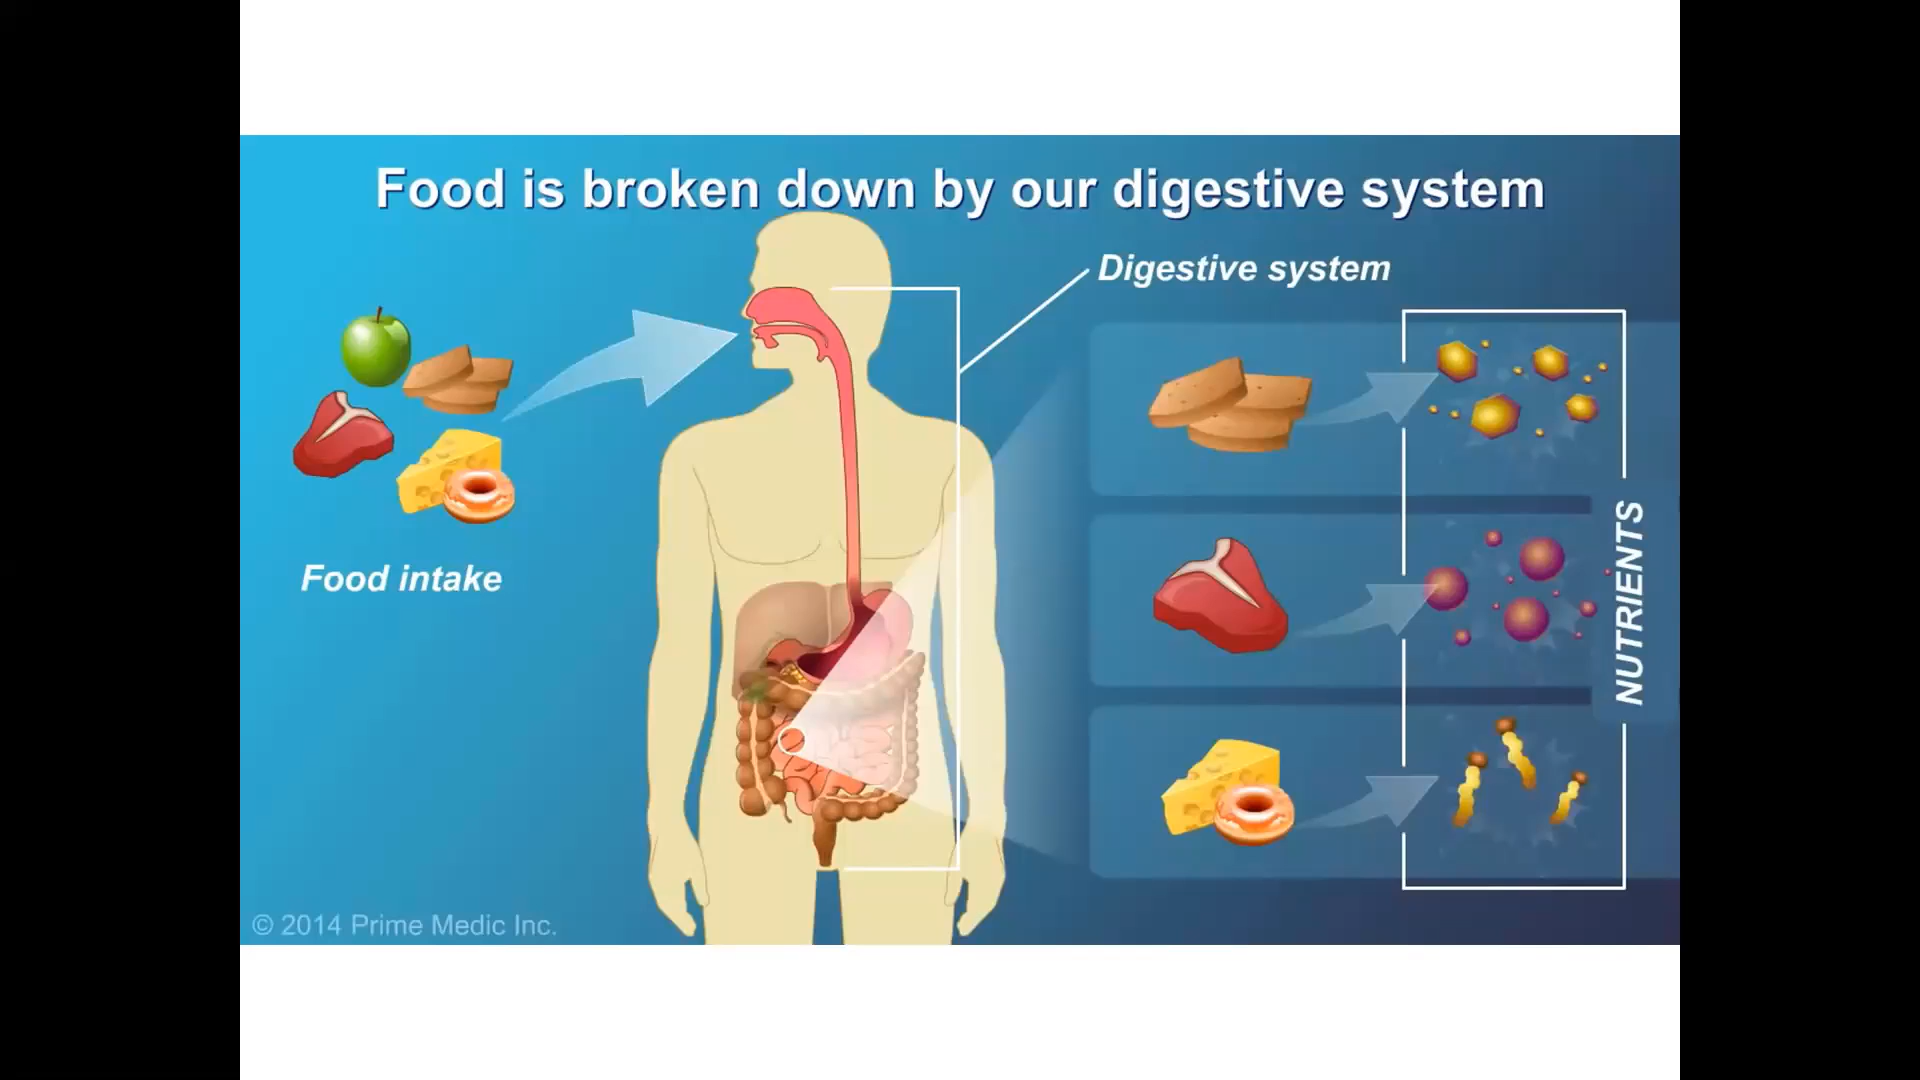 Food is broken down by our digestive system
Digestive system
Food intake
NUTRIENTS
© 2014 Prime Medic Inc.